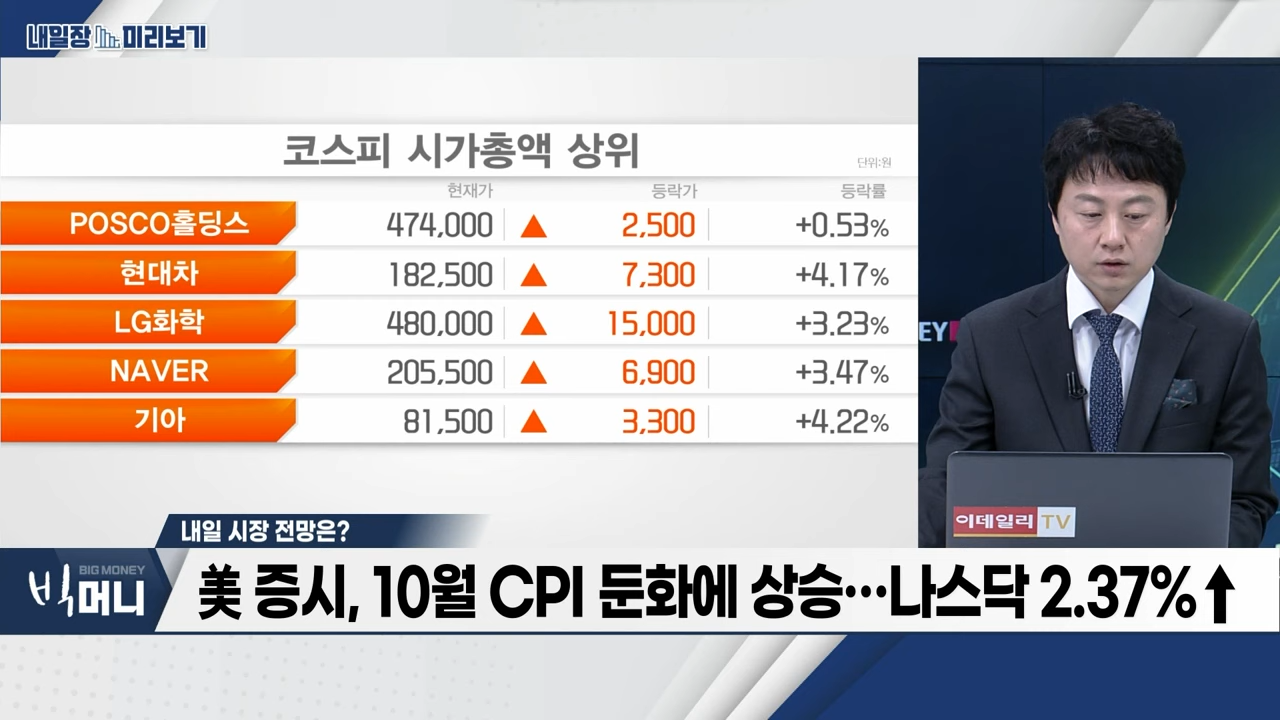 내일장 미리보기
코스피 시가총액 상위
단위:원
현재가 등락가 등락률
POSCO홀딩스 474,000 ▲ 2,500 +0.53%
현대차 182,500 ▲ 7,300 +4.17%
LG화학 480,000 ▲ 15,000 +3.23%
NAVER 205,500 ▲ 6,900 +3.47%
기아 81,500 ▲ 3,300 +4.22%
EY
이데일리 TV
내일 시장 전망은?
BIG MONEY
빅머니
美 증시, 10월 CPI 둔화에 상승…나스닥 2.37%↑